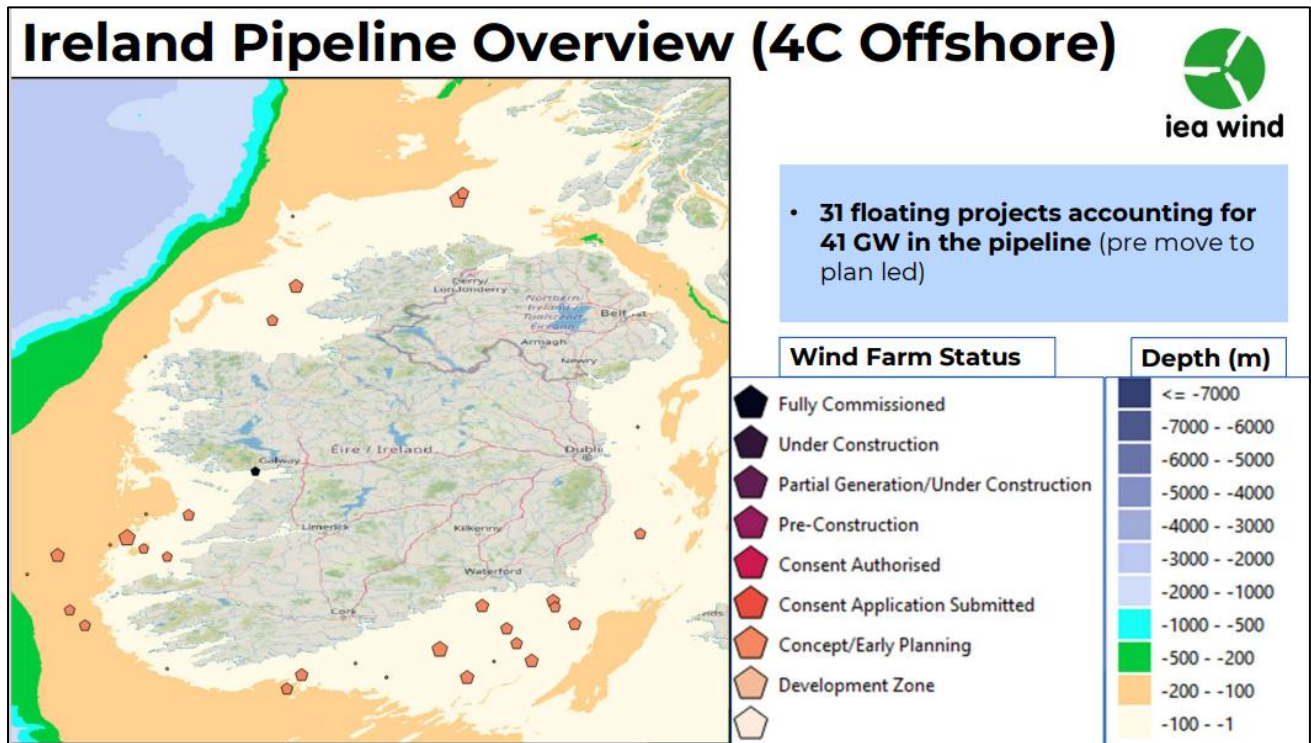 Ireland Pipeline Overview (4C Offshore)
iea wind
• 31 floating projects accounting for
41 GW in the pipeline (pre move to
plan led)
Derry/
Londonderry
Northern
Ireland /
Tuaisceart
Éireann
Armagh
Newry
Galway
Éire / Ireland
Limerick
Kilkenny
Waterford
Cork
Wind Farm Status
Fully Commissioned
Under Construction
Partial Generation/Under Construction
Pre-Construction
Consent Authorised
Consent Application Submitted
Concept/Early Planning
Development Zone
Depth (m)
<= -7000
-7000 - -6000
-6000 - -5000
-5000 - -4000
-4000 - -3000
-3000 - -2000
-2000 - -1000
-1000 - -500
-500 - -200
-200 - -100
-100 - -1